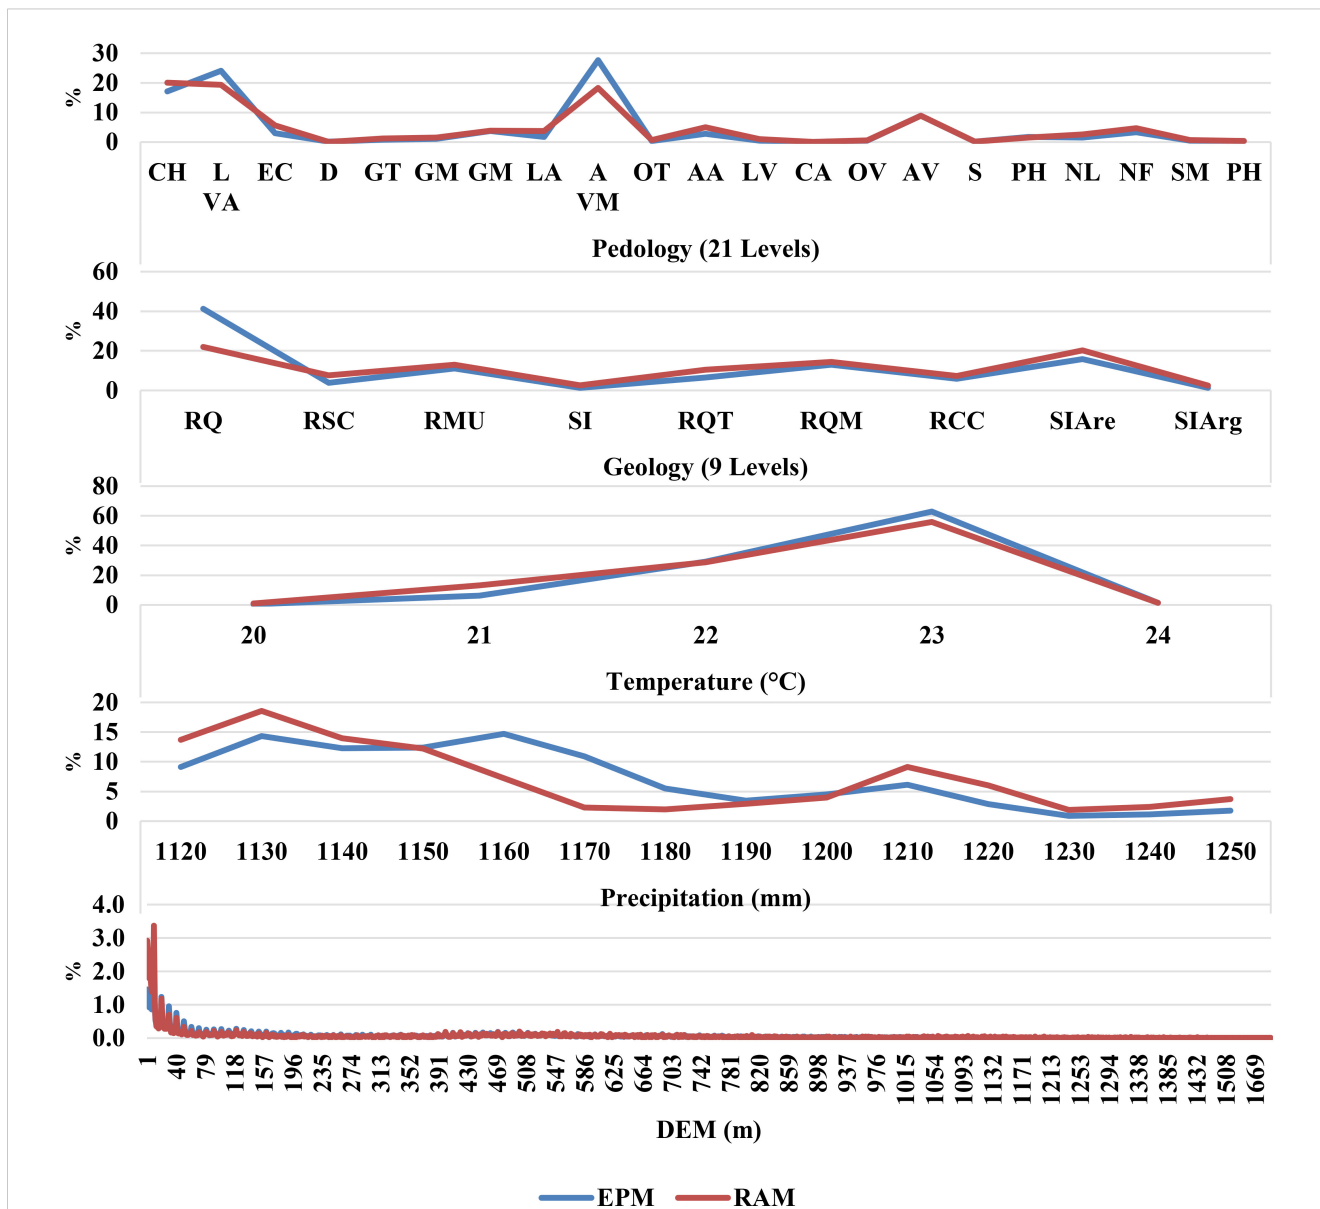 30
20
10
0
%
CH L EC D GT GM GM LA A OT AA LV CA OV AV S PH NL NF SM PH
VA VM
Pedology (21 Levels)
60
40
20
0
%
RQ RSC RMU SI RQT RQM RCC SIAre SIArg
Geology (9 Levels)
80
60
40
20
0
%
20 21 22 23 24
Temperature (°C)
20
15
10
5
0
%
1120 1130 1140 1150 1160 1170 1180 1190 1200 1210 1220 1230 1240 1250
Precipitation (mm)
4.0
3.0
2.0
1.0
0.0
%
1 40 79 118 157 196 235 274 313 352 391 430 469 508 547 586 625 664 703 742 781 820 859 898 937 976 1015 1054 1093 1132 1171 1213 1253 1294 1338 1385 1432 1508 1669
DEM (m)
EPM RAM